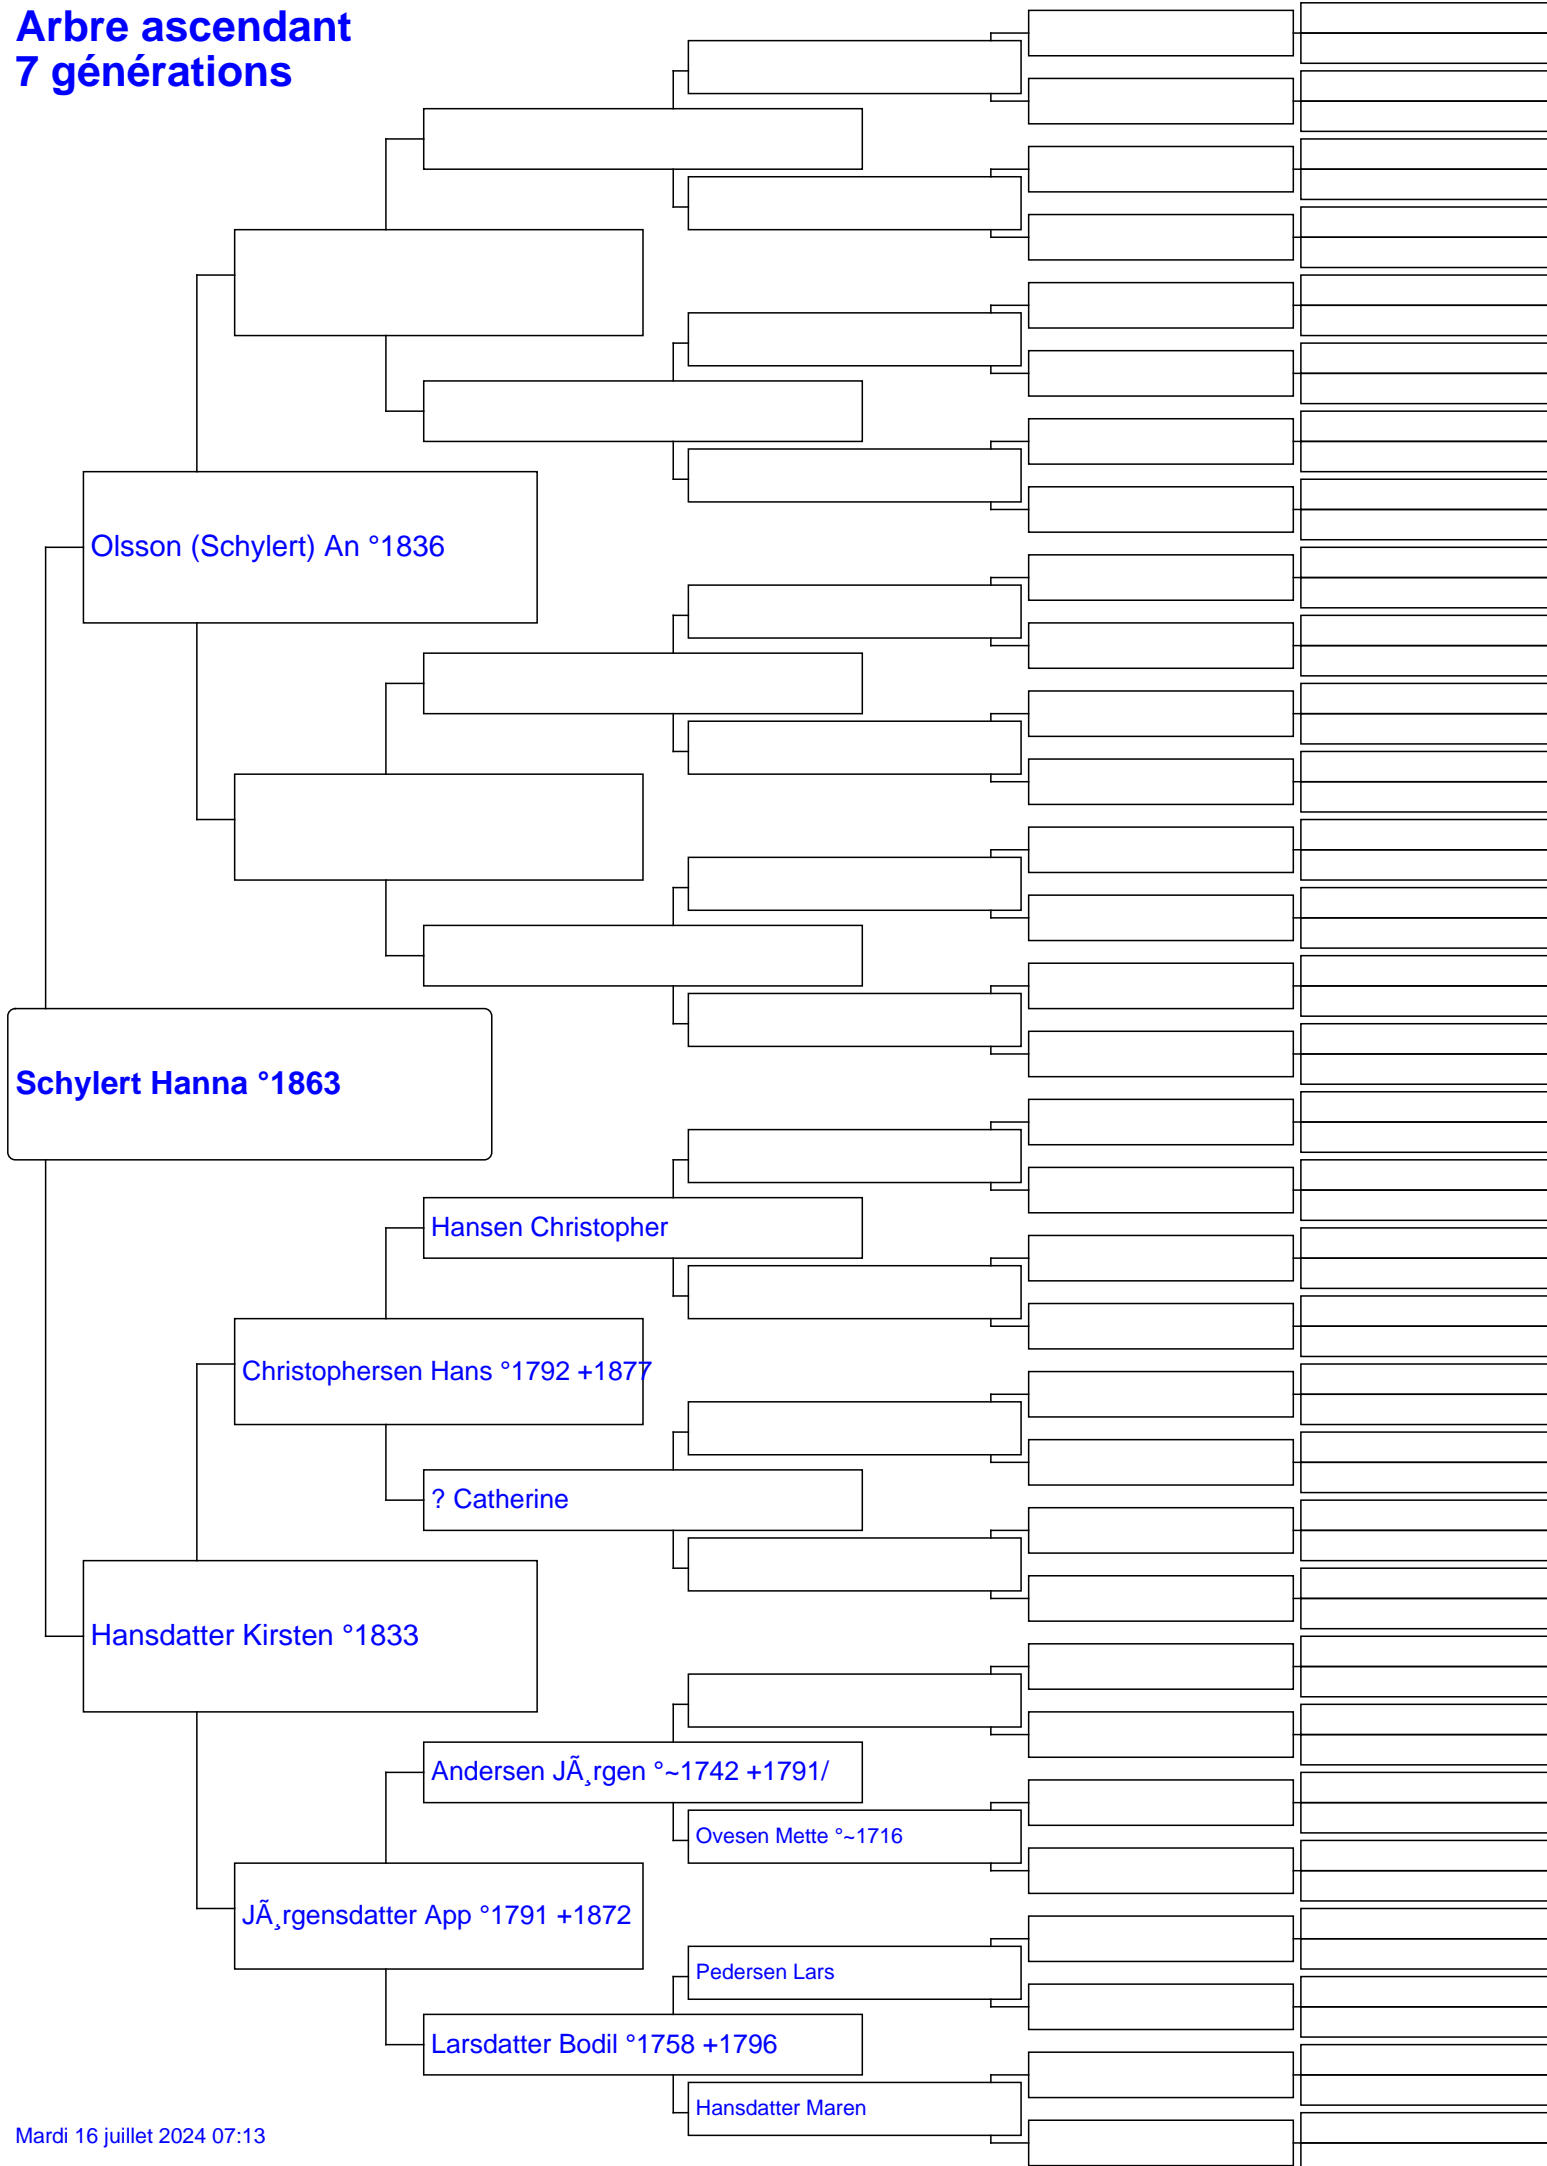 Arbre ascendant
7 générations
Olsson (Schylert) An °1836
Schylert Hanna °1863
Hansen Christopher
Christophersen Hans °1792 +1877
? Catherine
Hansdatter Kirsten °1833
Andersen JÃ¸rgen °~1742 +1791/
Ovesen Mette °~1716
JÃ¸rgensdatter App °1791 +1872
Pedersen Lars
Larsdatter Bodil °1758 +1796
Hansdatter Maren
Mardi 16 juillet 2024 07:13